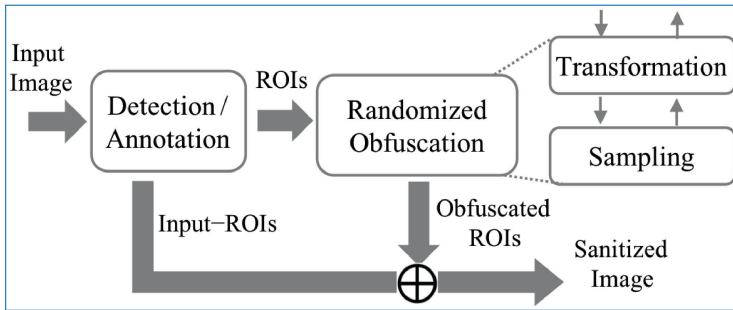 Input
Image
Detection /
Annotation
ROIs
Randomized
Obfuscation
Transformation
Sampling
Input−ROIs
Obfuscated
ROIs
Sanitized
Image